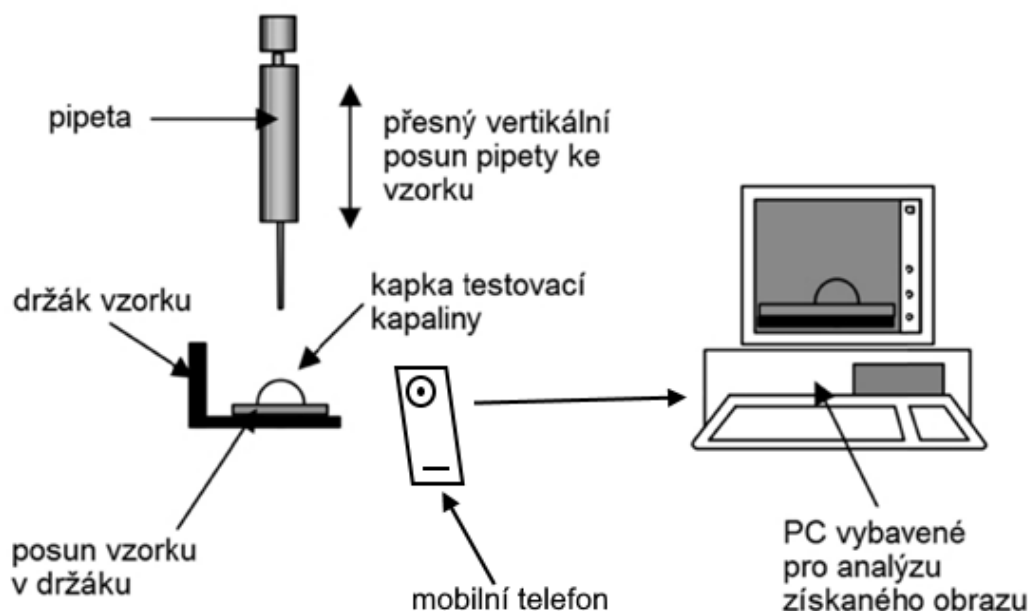 pipeta
přesný vertikální
posun pipety ke
vzorku
držák vzorku
kapka testovací
kapaliny
posun vzorku
v držáku
mobilní telefon
PC vybavené
pro analýzu
získaného obrazu